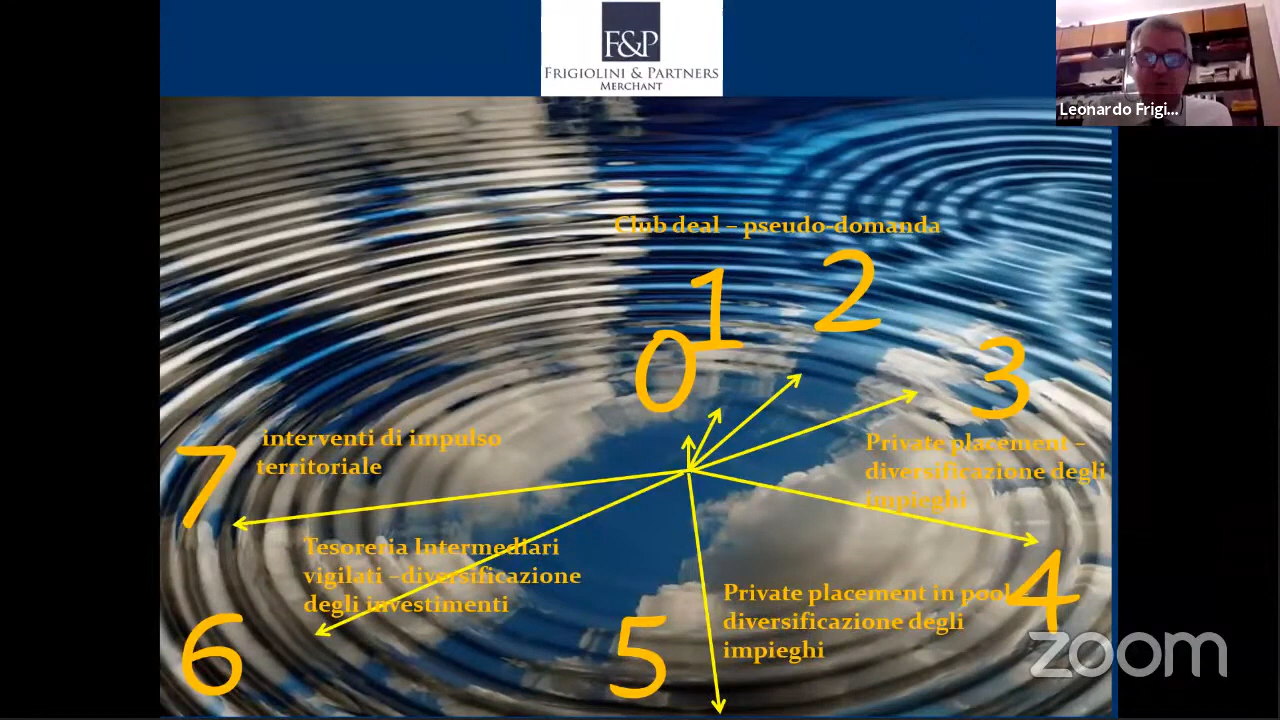 F&P
FRIGIOLINI & PARTNERS
MERCHANT
Leonardo Frigi...
Club deal – pseudo-domanda
2
1
0
3
interventi di impulso
territoriale
7
Private placement –
diversificazione degli
impieghi
Tesoreria Intermediari
vigilati –diversificazione
degli investimenti
4
Private placement in pool
diversificazione degli
impieghi
6
5
zoom